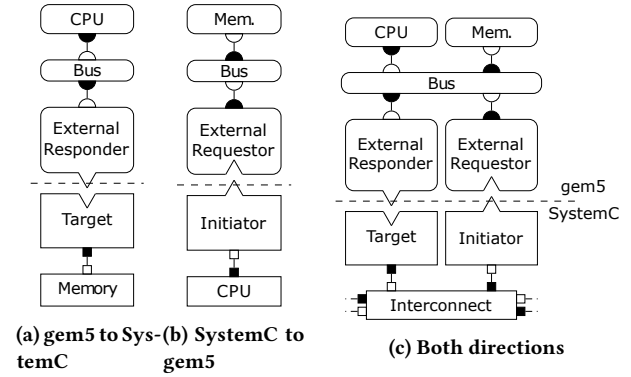 CPU
Bus
External
Responder
Target
Memory
(a) gem5 to Sys-
temC
Mem.
Bus
External
Requestor
Initiator
CPU
(b) SystemC to
gem5
CPU
Mem.
Bus
External
Responder
External
Requestor
gem5
SystemC
Target
Initiator
Interconnect
(c) Both directions